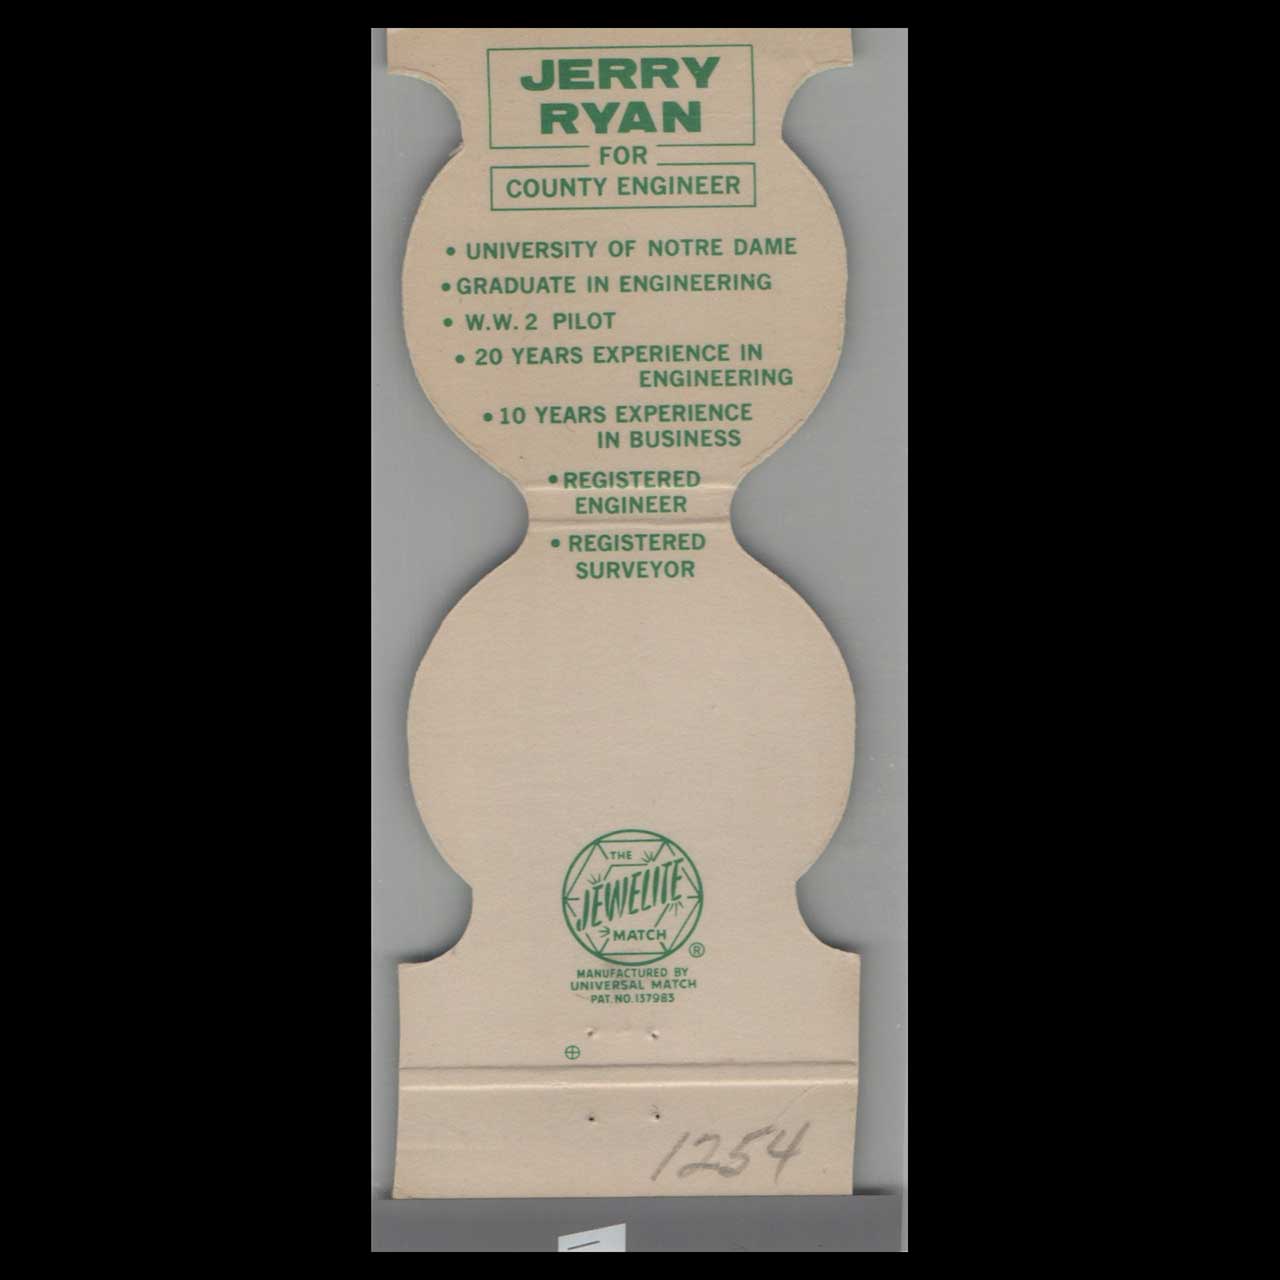 JERRY
RYAN
FOR
COUNTY ENGINEER
• UNIVERSITY OF NOTRE DAME
• GRADUATE IN ENGINEERING
• W.W. 2 PILOT
• 20 YEARS EXPERIENCE IN
ENGINEERING
• 10 YEARS EXPERIENCE
IN BUSINESS
• REGISTERED
ENGINEER
• REGISTERED
SURVEYOR
THE
JEWELITE
MATCH
®
MANUFACTURED BY
UNIVERSAL MATCH
PAT. NO. 137983
1254